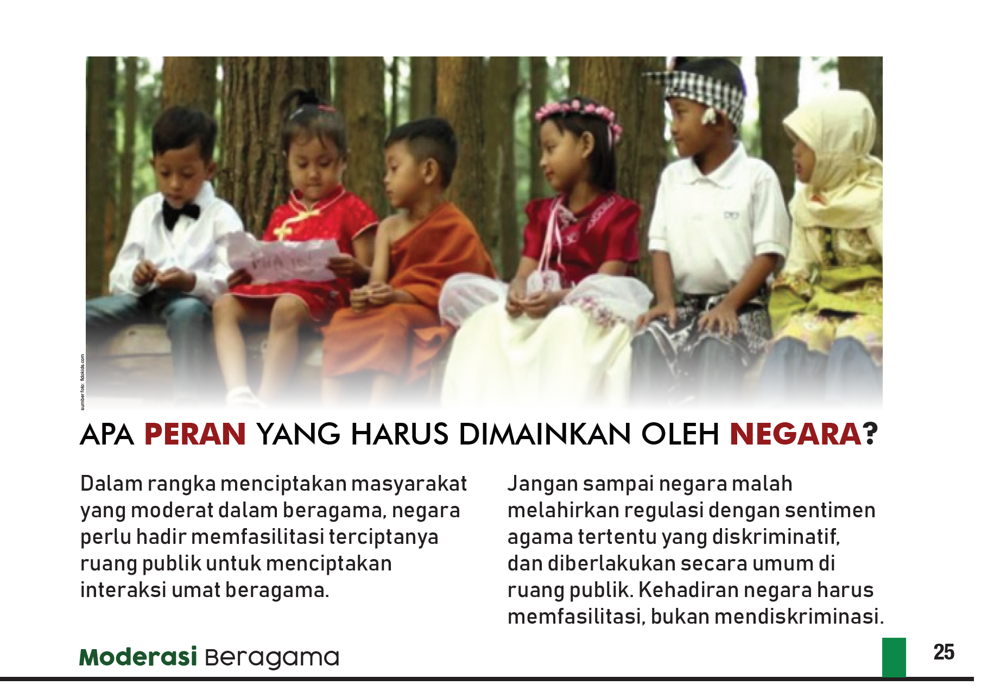 sumber foto: fidokids.com
APA PERAN YANG HARUS DIMAINKAN OLEH NEGARA?
Dalam rangka menciptakan masyarakat
yang moderat dalam beragama, negara
perlu hadir memfasilitasi terciptanya
ruang publik untuk menciptakan
interaksi umat beragama.
Jangan sampai negara malah
melahirkan regulasi dengan sentimen
agama tertentu yang diskriminatif,
dan diberlakukan secara umum di
ruang publik. Kehadiran negara harus
memfasilitasi, bukan mendiskriminasi.
Moderasi Beragama
25